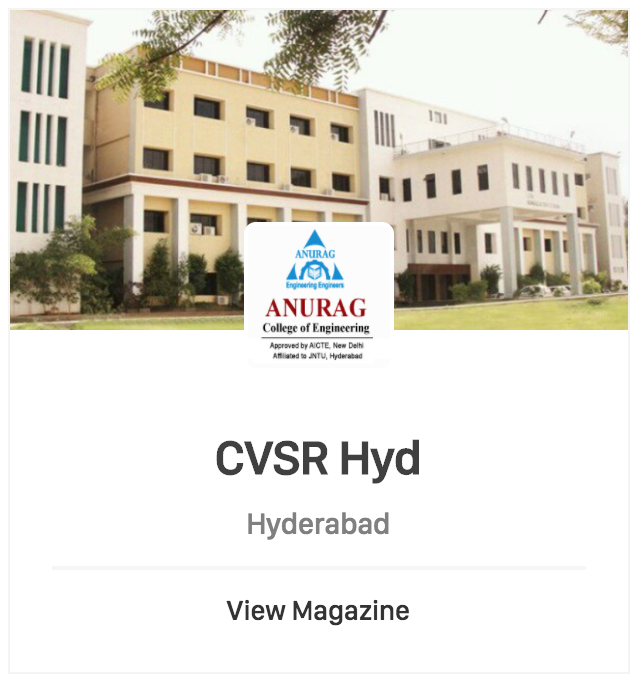 ANURAG
Engineering Engineers
ANURAG
College of Engineering
Approved by AICTE, New Delhi
Affiliated to JNTU, Hyderabad
CVSR Hyd
Hyderabad
View Magazine